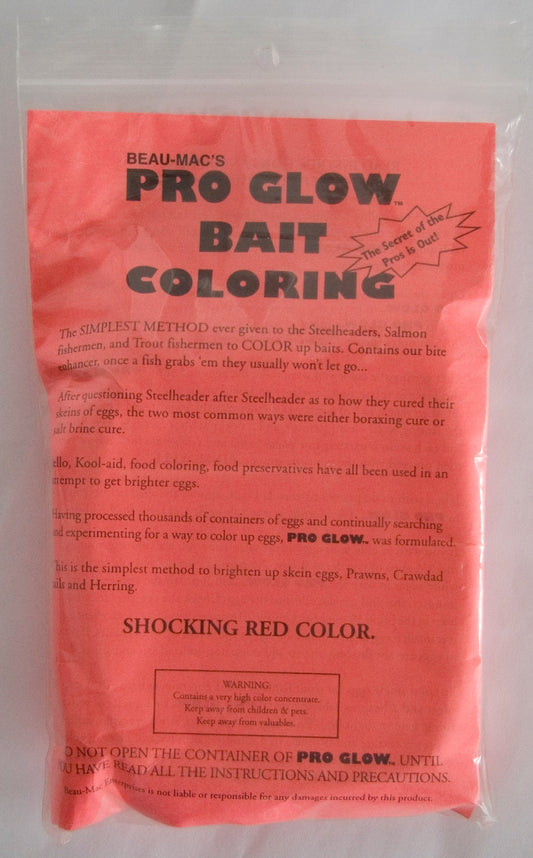 BEAU-MAC'S
PRO GLOW™
BAIT
COLORING
The Secret of the
Pros is Out!
The SIMPLEST METHOD ever given to the Steelheaders, Salmon
fishermen, and Trout fishermen to COLOR up baits. Contains our bite
enhancer, once a fish grabs 'em they usually won't let go...
After questioning Steelheader after Steelheader as to how they cured their
skeins of eggs, the two most common ways were either boraxing cure or
salt brine cure.
ello, Kool-aid, food coloring, food preservatives have all been used in an
attempt to get brighter eggs.
Having processed thousands of containers of eggs and continually searching
and experimenting for a way to color up eggs, PRO GLOW™ was formulated.
This is the simplest method to brighten up skein eggs, Prawns, Crawdad
tails and Herring.
SHOCKING RED COLOR.
WARNING:
Contains a very high color concentrate.
Keep away from children & pets.
Keep away from valuables.
DO NOT OPEN THE CONTAINER OF PRO GLOW™ UNTIL
YOU HAVE READ ALL THE INSTRUCTIONS AND PRECAUTIONS.
Beau-Mac Enterprises is not liable or responsible for any damages incurred by this product.